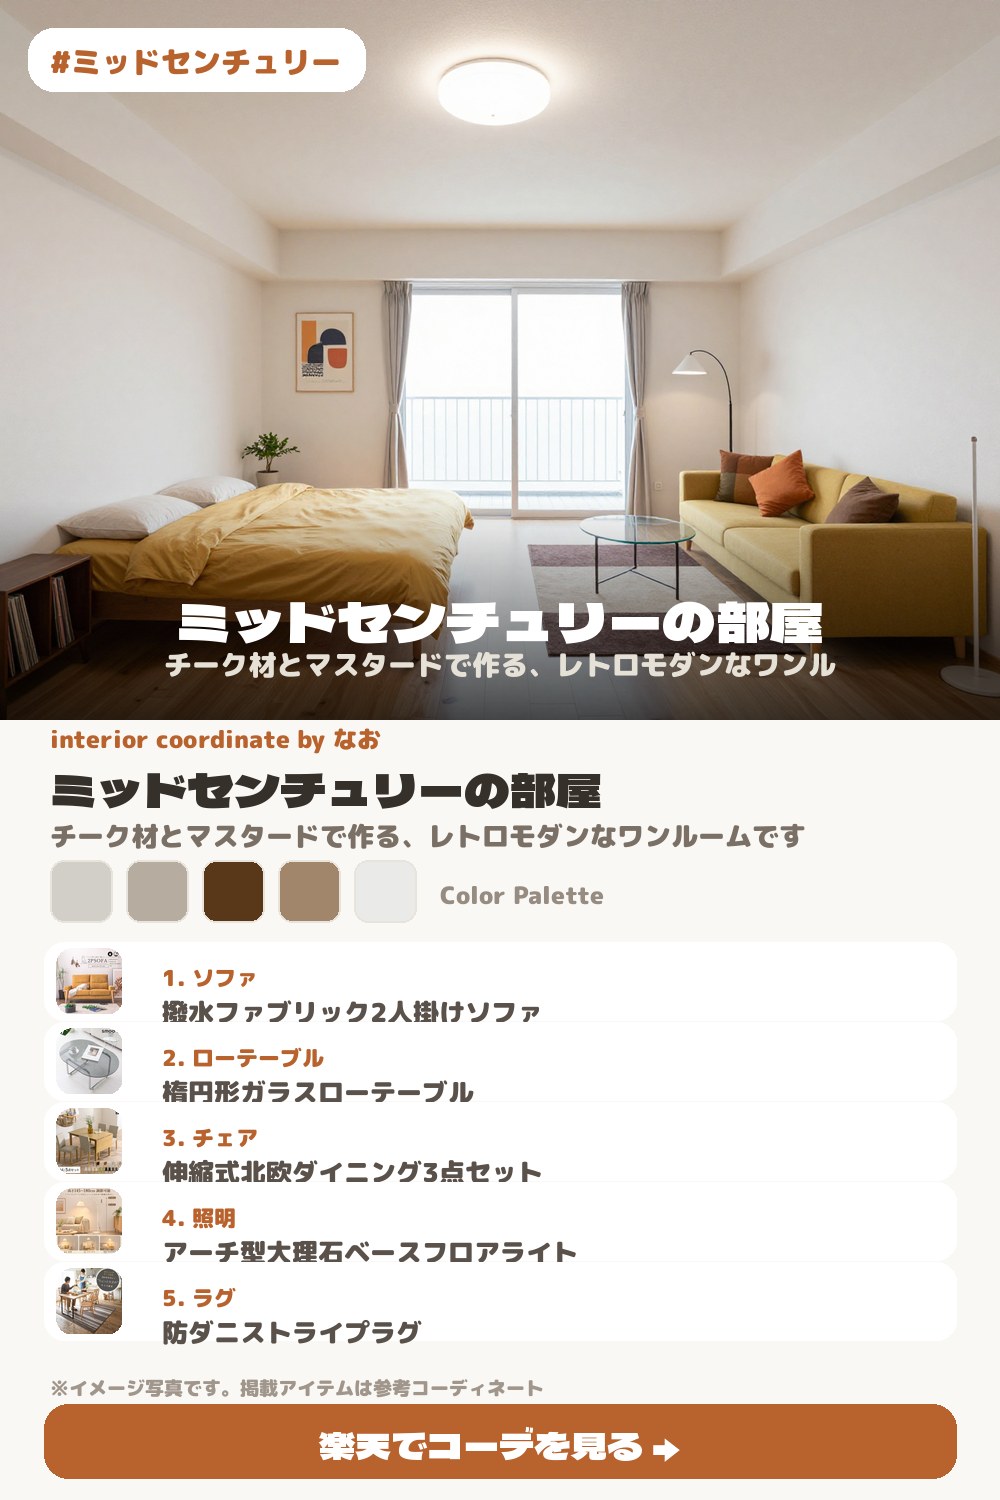 #ミッドセンチュリー
ミッドセンチュリーの部屋
チーク材とマスタードで作る、レトロモダンなワンル
interior coordinate by なお
ミッドセンチュリーの部屋
チーク材とマスタードで作る、レトロモダンなワンルームです
Color Palette
1. ソファ
撥水ファブリック2人掛けソファ
2. ローテーブル
楕円形ガラスローテーブル
3. チェア
伸縮式北欧ダイニング3点セット
4. 照明
アーチ型大理石ベースフロアライト
5. ラグ
防ダニストライプラグ
※イメージ写真です。掲載アイテムは参考コーディネート
楽天でコーデを見る →